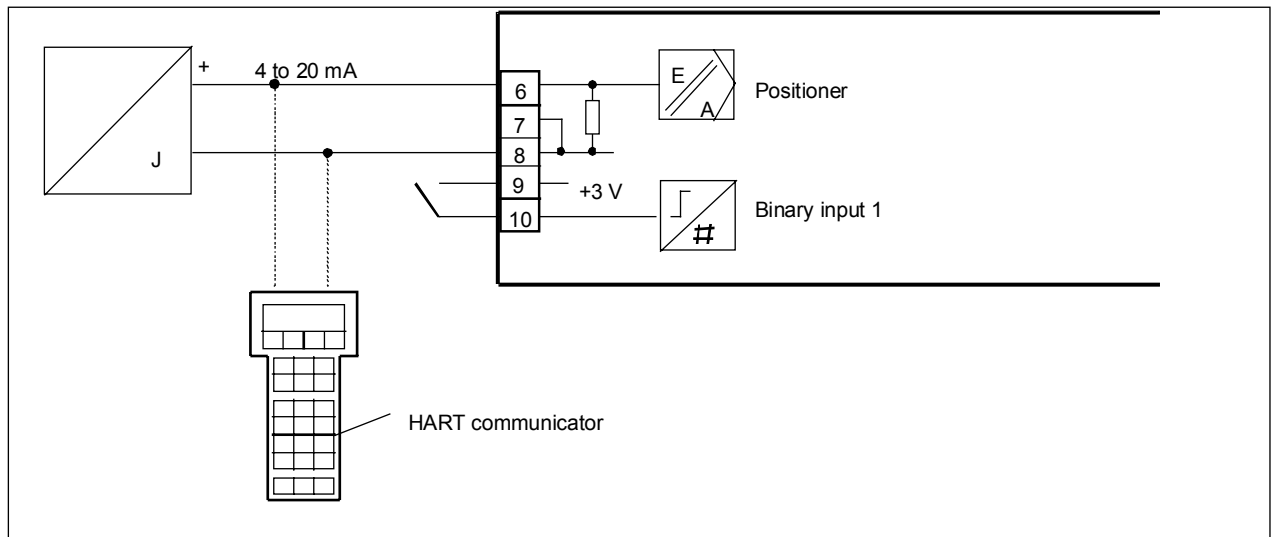 +
4 to 20 mA
J
6
7
8
9
10
+3 V
E
A
Positioner
#
Binary input 1
HART communicator